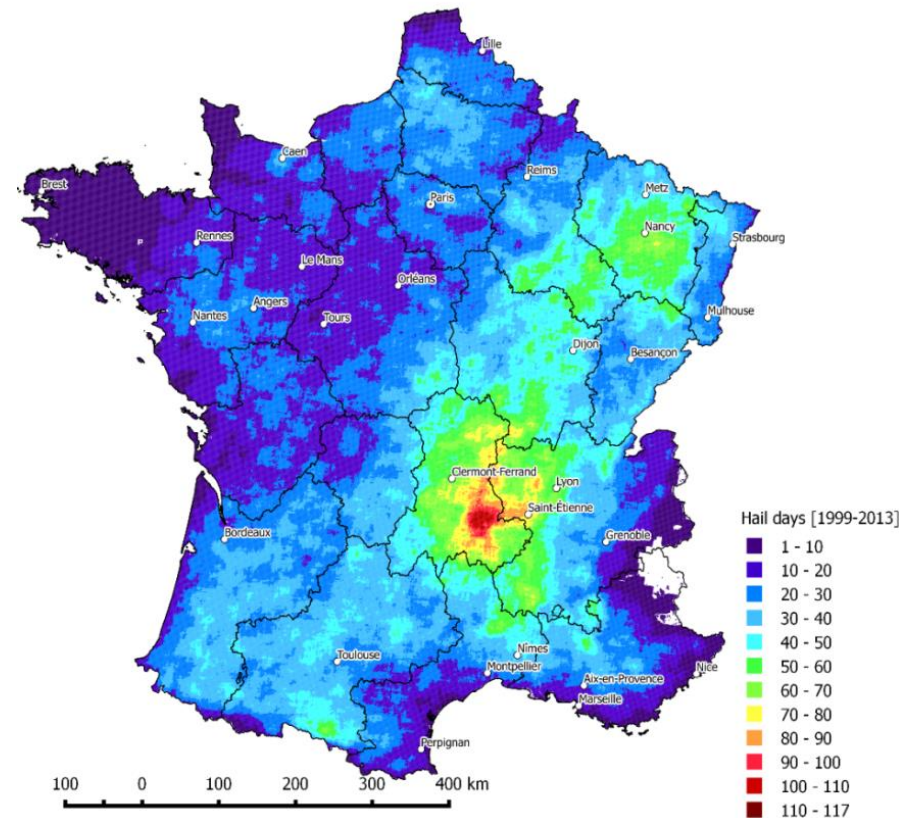 Lille
Caen
Reims
Metz
Brest
Paris
Nancy
Rennes
Strasbourg
Le Mans
Orléans
Angers
Nantes
Tours
Mulhouse
Dijon
Besançon
Clermont-Ferrand
Lyon
Saint-Étienne
Bordeaux
Grenoble
Toulouse
Nîmes
Montpellier
Nice
Aix-en-Provence
Marseille
Perpignan
Hail days [1999-2013]
1 - 10
10 - 20
20 - 30
30 - 40
40 - 50
50 - 60
60 - 70
70 - 80
80 - 90
90 - 100
100 - 110
110 - 117
100 0 100 200 300 400 km